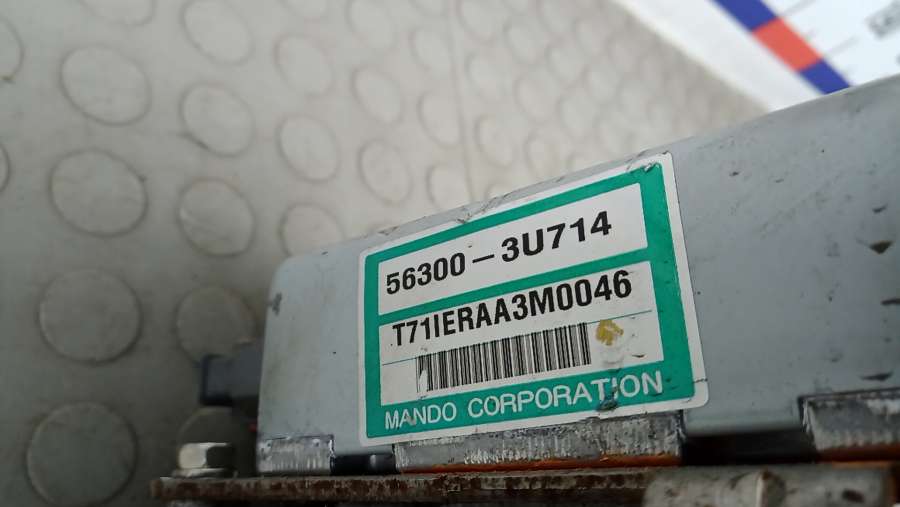 56300-3U714
T71IERAA3M0046
MANDO CORPORATION